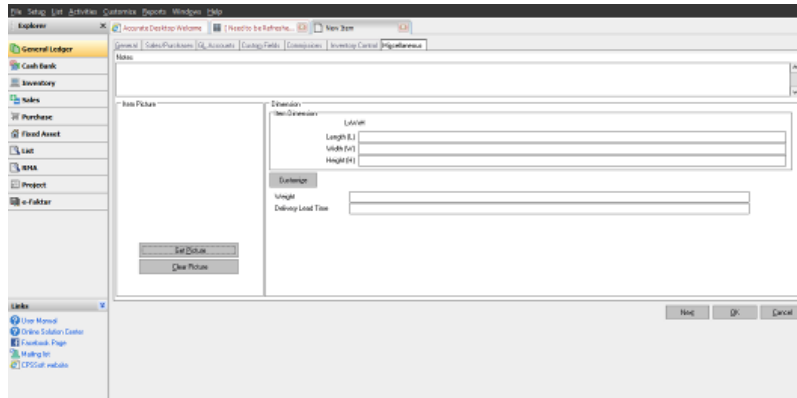 File Setup List Activities Customize Reports Windows Help
Explorer
Accurate Desktop Welcome
[ Need to be Refreshe...
New Item
General Ledger
Cash Bank
Inventory
Sales
Purchase
Fixed Asset
List
RMA
Project
e-Faktur
General Sales/Purchases GL Accounts Custom Fields Commissions Inventory Control Miscellaneous
Notes
Item Picture
Dimension
Item Dimension
LxWxH
Length (L)
Width (W)
Height (H)
Customize
Weight
Delivery Lead Time
Set Picture
Clear Picture
Links
User Manual
Online Solution Center
Facebook Page
Mailing list
CPSSoft website
Next OK Cancel